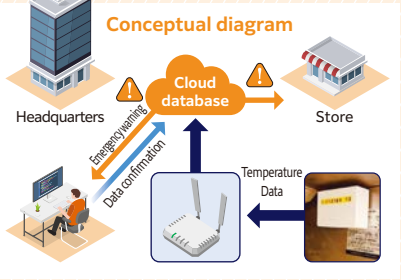 Conceptual diagram
Cloud
database
Headquarters
Store
Emergency warning
Data confirmation
Temperature
Data